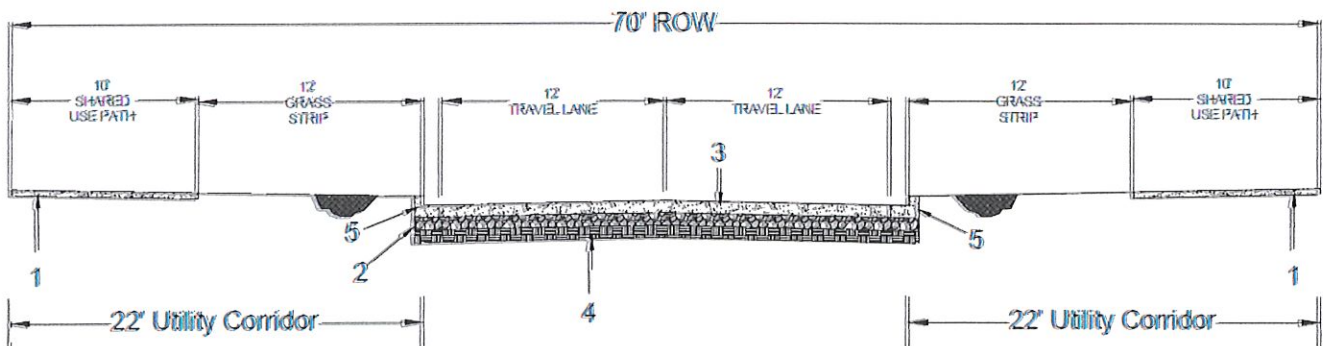 70' ROW
10'
SHARED
USE PATH
12'
GRASS
STRIP
12'
TRAVEL LANE
12'
TRAVEL LANE
12'
GRASS
STRIP
10'
SHARED
USE PATH
3
5
5
2
1
4
1
22' Utility Corridor
22' Utility Corridor